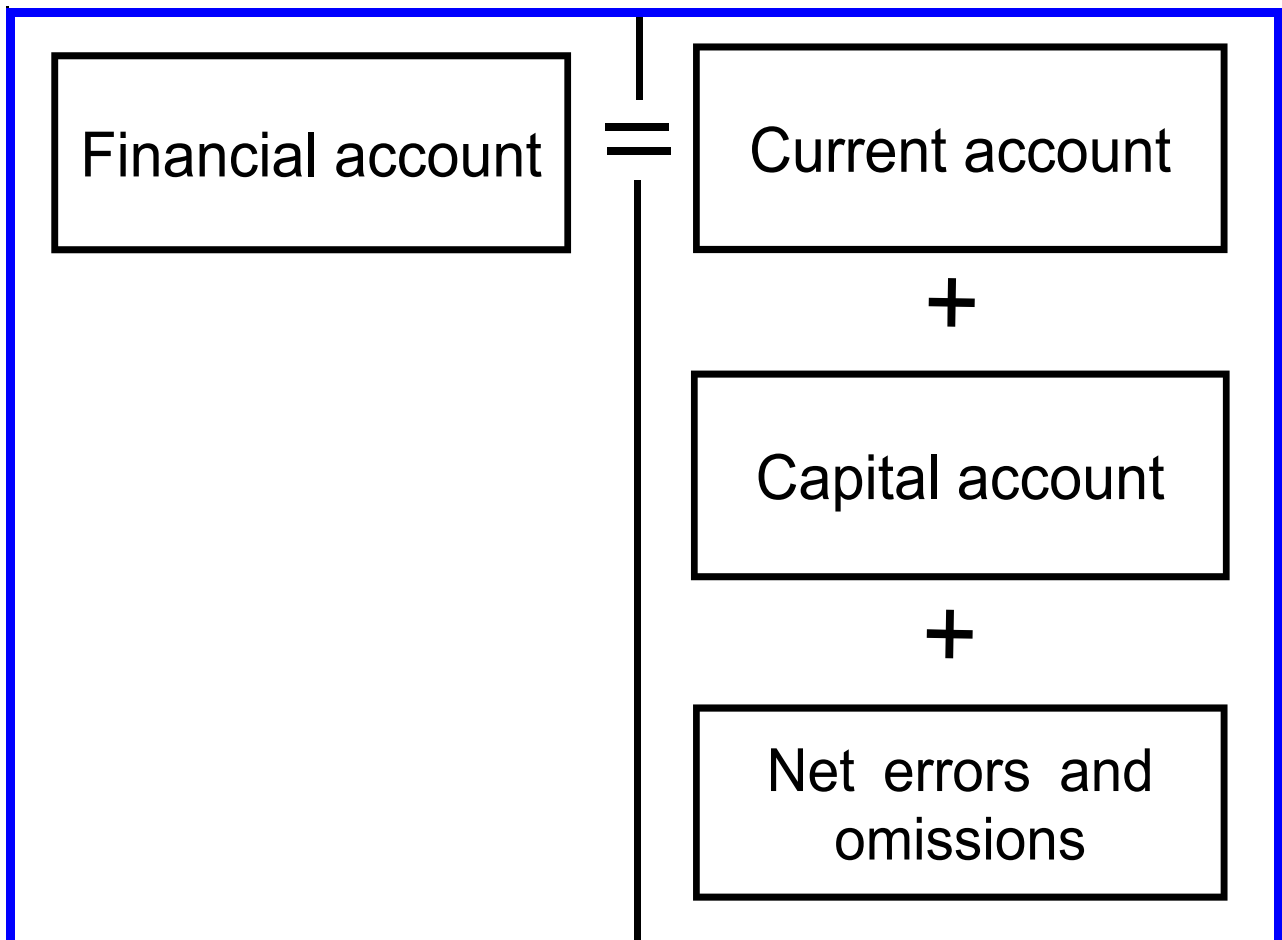 Financial account
=
Current account
+
Capital account
+
Net errors and
omissions